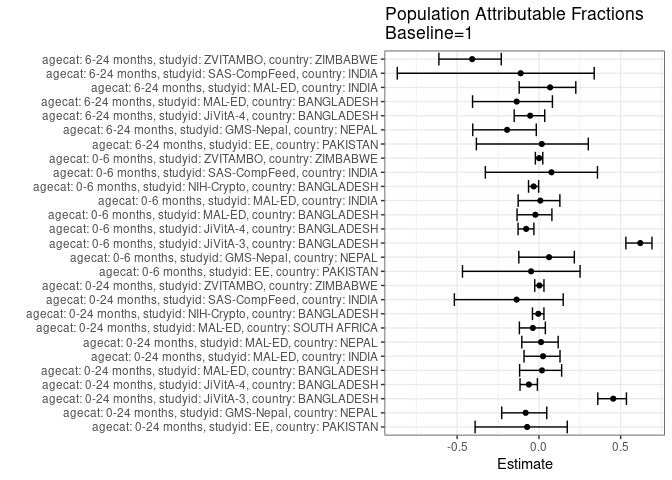 Population Attributable Fractions
Baseline=1
agecat: 6-24 months, studyid: ZVITAMBO, country: ZIMBABWE
agecat: 6-24 months, studyid: SAS-CompFeed, country: INDIA
agecat: 6-24 months, studyid: MAL-ED, country: INDIA
agecat: 6-24 months, studyid: MAL-ED, country: BANGLADESH
agecat: 6-24 months, studyid: JiVitA-4, country: BANGLADESH
agecat: 6-24 months, studyid: GMS-Nepal, country: NEPAL
agecat: 6-24 months, studyid: EE, country: PAKISTAN
agecat: 0-6 months, studyid: ZVITAMBO, country: ZIMBABWE
agecat: 0-6 months, studyid: SAS-CompFeed, country: INDIA
agecat: 0-6 months, studyid: NIH-Crypto, country: BANGLADESH
agecat: 0-6 months, studyid: MAL-ED, country: INDIA
agecat: 0-6 months, studyid: MAL-ED, country: BANGLADESH
agecat: 0-6 months, studyid: JiVitA-4, country: BANGLADESH
agecat: 0-6 months, studyid: JiVitA-3, country: BANGLADESH
agecat: 0-6 months, studyid: GMS-Nepal, country: NEPAL
agecat: 0-6 months, studyid: EE, country: PAKISTAN
agecat: 0-24 months, studyid: ZVITAMBO, country: ZIMBABWE
agecat: 0-24 months, studyid: SAS-CompFeed, country: INDIA
agecat: 0-24 months, studyid: NIH-Crypto, country: BANGLADESH
agecat: 0-24 months, studyid: MAL-ED, country: SOUTH AFRICA
agecat: 0-24 months, studyid: MAL-ED, country: NEPAL
agecat: 0-24 months, studyid: MAL-ED, country: INDIA
agecat: 0-24 months, studyid: MAL-ED, country: BANGLADESH
agecat: 0-24 months, studyid: JiVitA-4, country: BANGLADESH
agecat: 0-24 months, studyid: JiVitA-3, country: BANGLADESH
agecat: 0-24 months, studyid: GMS-Nepal, country: NEPAL
agecat: 0-24 months, studyid: EE, country: PAKISTAN
-0.5 0.0 0.5
Estimate